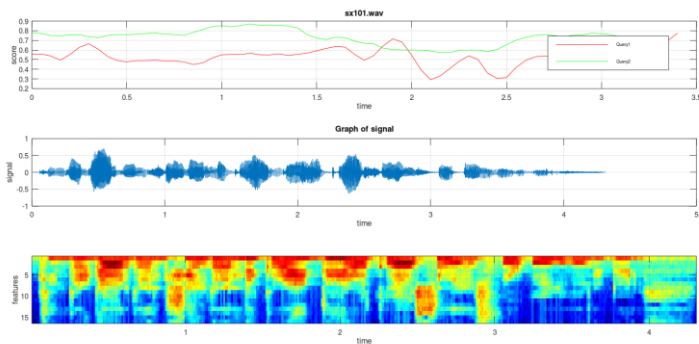 sx101.wav
0.9
0.8
0.7
0.6
0.5
0.4
0.3
0.2
score
Query1
Query2
0 0.5 1 1.5 2 2.5 3 3.5
time
Graph of signal
1
0.5
0
-0.5
-1
signal
0 1 2 3 4 5
time
5
10
15
features
1 2 3 4
time